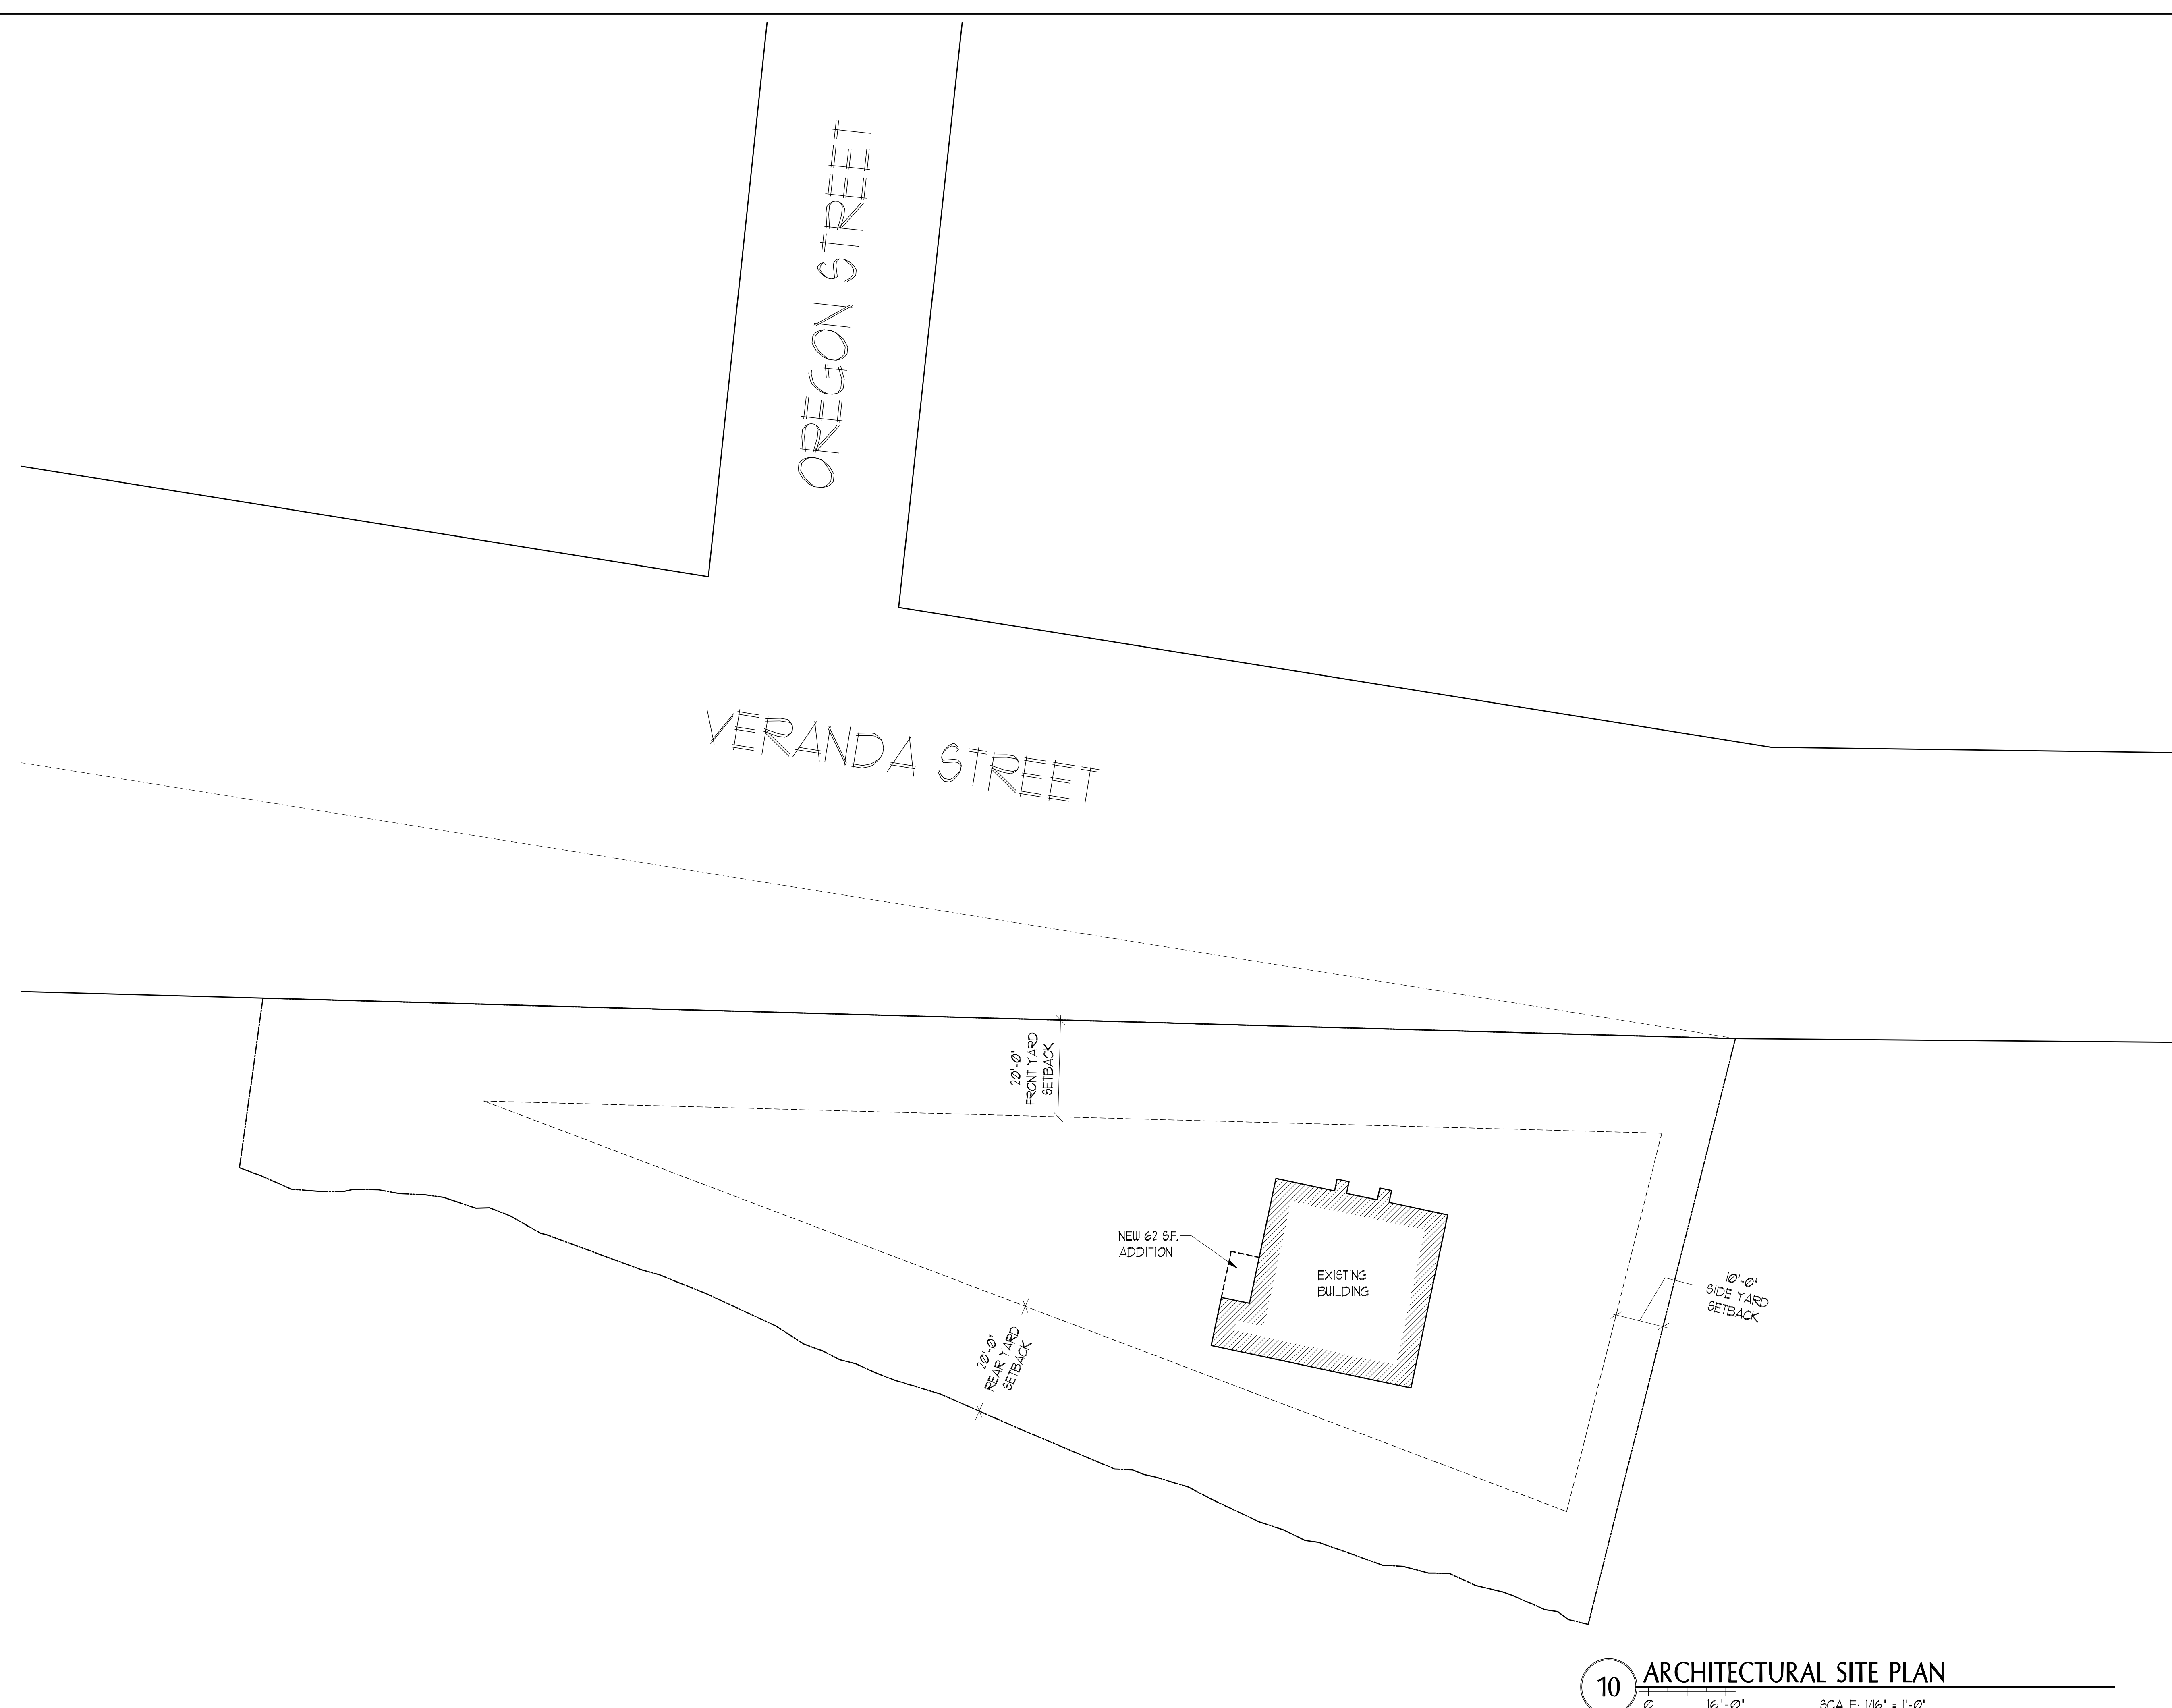 OREGON STREET
VERANDA STREET
20'-0"
FRONT YARD
SETBACK
NEW 62 S.F.
ADDITION
EXISTING
BUILDING
10'-0"
SIDE YARD
SETBACK
20'-0"
REAR YARD
SETBACK
10 ARCHITECTURAL SITE PLAN
0 16'-0" SCALE: 1/16" = 1'-0"